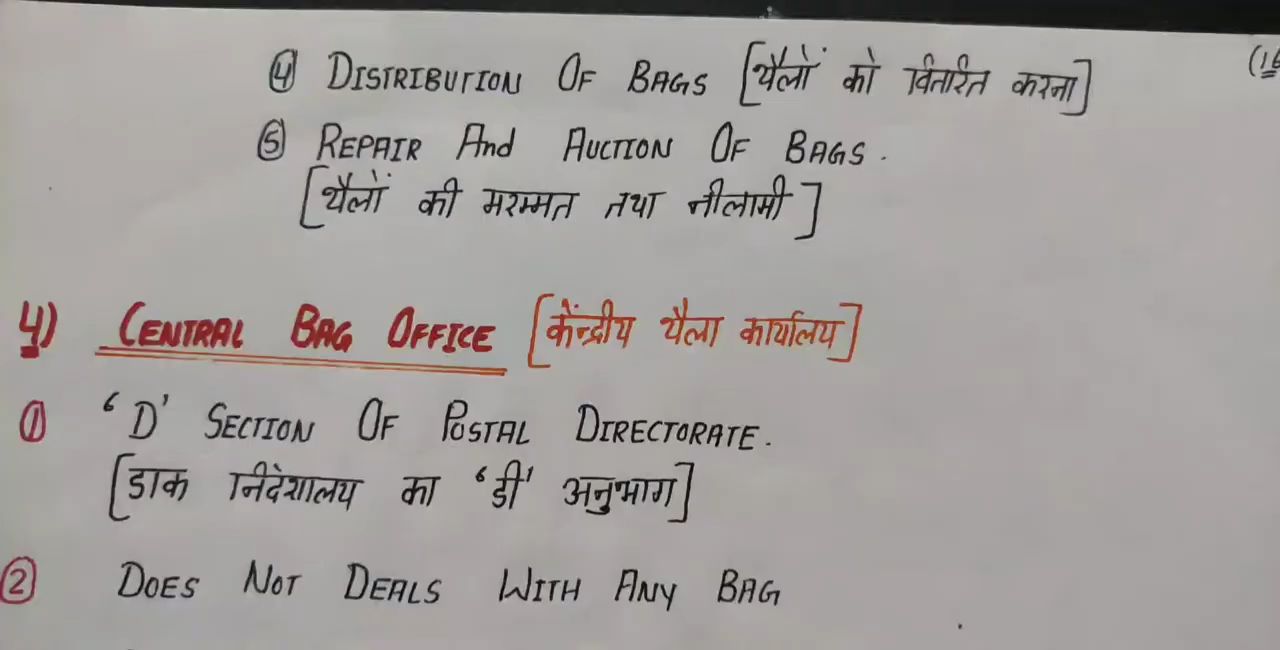 ④ DISTRIBUTION OF BAGS [थैलों को वितरित करना]
⑤ REPAIR And AUCTION OF BAGS.
[थैलों की मरम्मत तथा नीलामी]
4) CENTRAL BAG OFFICE [केंन्द्रीय थैला कार्यालय]
① 'D' SECTION OF POSTAL DIRECTORATE.
[डाक निदेशालय का 'डी' अनुभाग]
② DOES NOT DEALS WITH ANY BAG